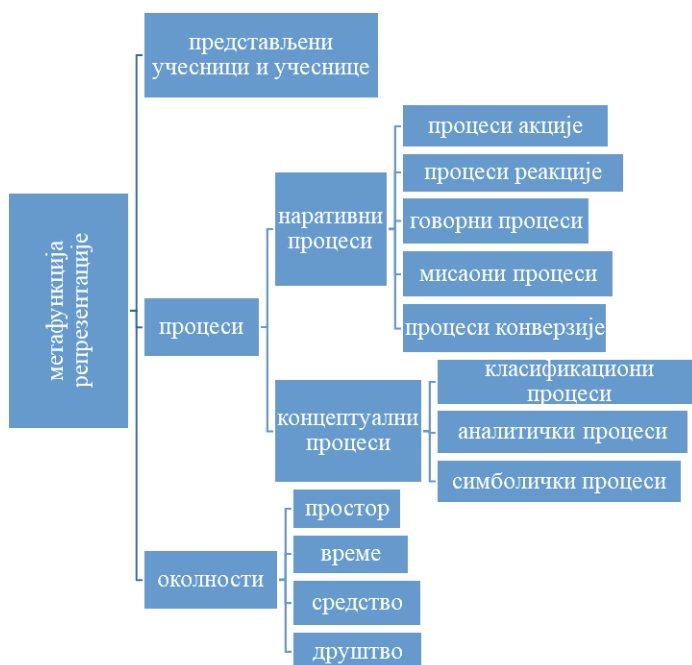 метафункција
репрезентације
представљени
учесници и учеснице
процеси
наративни
процеси
процеси акције
процеси реакције
говорни процеси
мисаони процеси
процеси конверзије
концептуални
процеси
класификациони
процеси
аналитички процеси
симболички процеси
околности
простор
време
средство
друштво